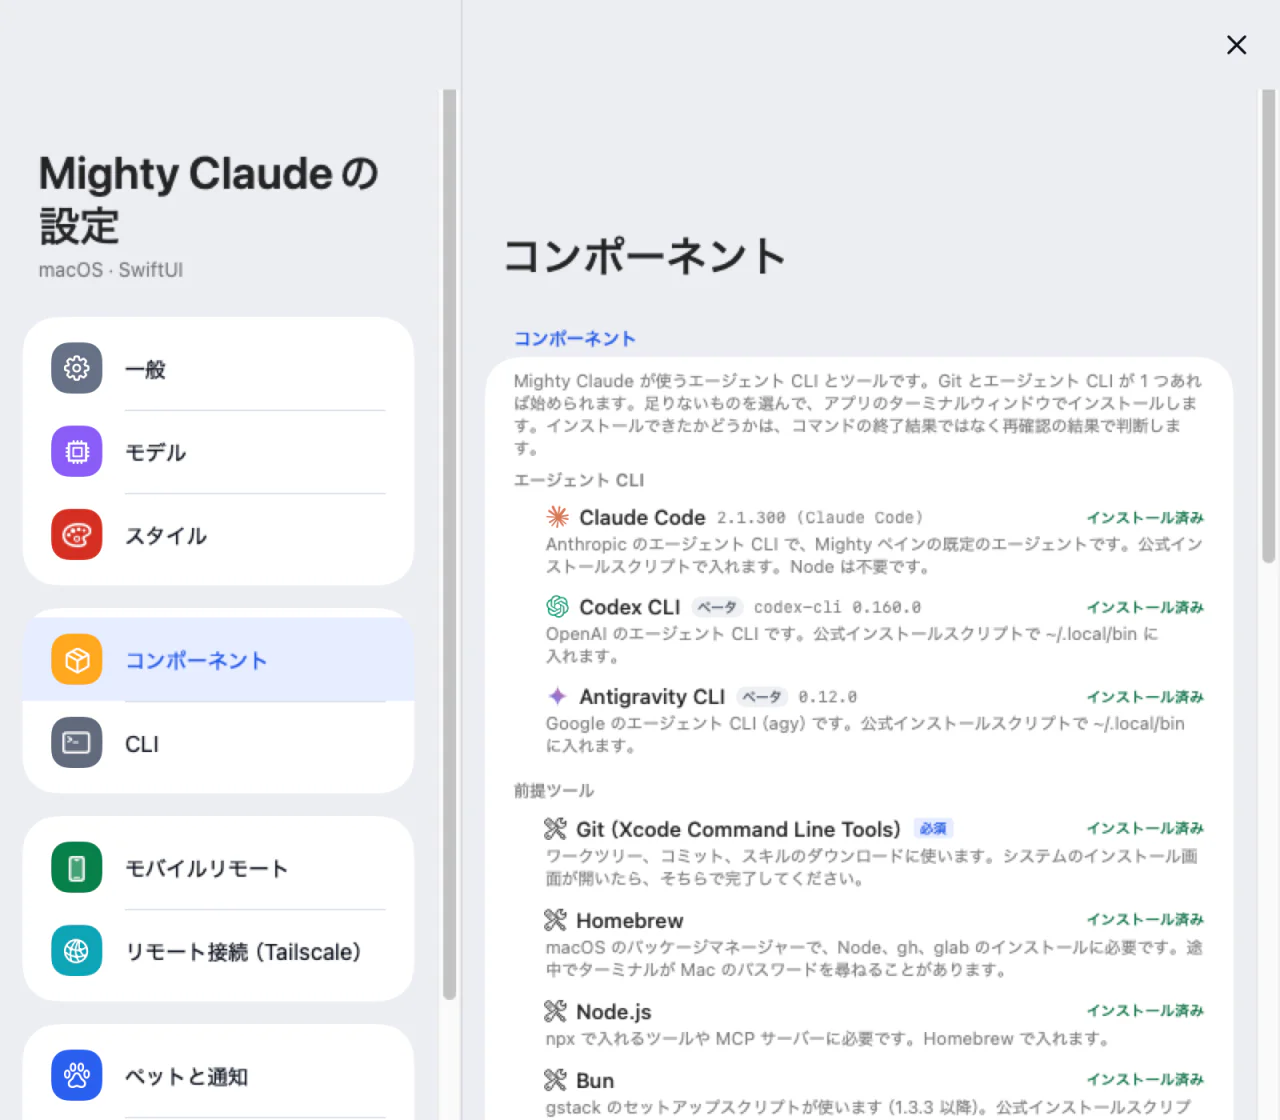 Mighty Claude の
設定
macOS · SwiftUI
一般
モデル
スタイル
コンポーネント
CLI
モバイルリモート
リモート接続 (Tailscale)
ペットと通知
コンポーネント
コンポーネント
Mighty Claude が使うエージェント CLI とツールです。Git とエージェント CLI が 1 つあれ
ば始められます。足りないものを選んで、アプリのターミナルウィンドウでインストールしま
す。インストールできたかどうかは、コマンドの終了結果ではなく再確認の結果で判断しま
す。
エージェント CLI
Claude Code 2.1.300 (Claude Code) インストール済み
Anthropic のエージェント CLI で、Mighty ペインの既定のエージェントです。公式イン
ストールスクリプトで入れます。Node は不要です。
Codex CLI ベータ codex-cli 0.160.0 インストール済み
OpenAI のエージェント CLI です。公式インストールスクリプトで ~/.local/bin に
入れます。
Antigravity CLI ベータ 0.12.0 インストール済み
Google のエージェント CLI (agy) です。公式インストールスクリプトで ~/.local/bin
に入れます。
前提ツール
Git (Xcode Command Line Tools) 必須 インストール済み
ワークツリー、コミット、スキルのダウンロードに使います。システムのインストール画
面が開いたら、そちらで完了してください。
Homebrew インストール済み
macOS のパッケージマネージャーで、Node、gh、glab のインストールに必要です。途
中でターミナルが Mac のパスワードを尋ねることがあります。
Node.js インストール済み
npx で入れるツールや MCP サーバーに必要です。Homebrew で入れます。
Bun インストール済み
gstack のセットアップスクリプトが使います (1.3.3 以降)。公式インストールスクリプ